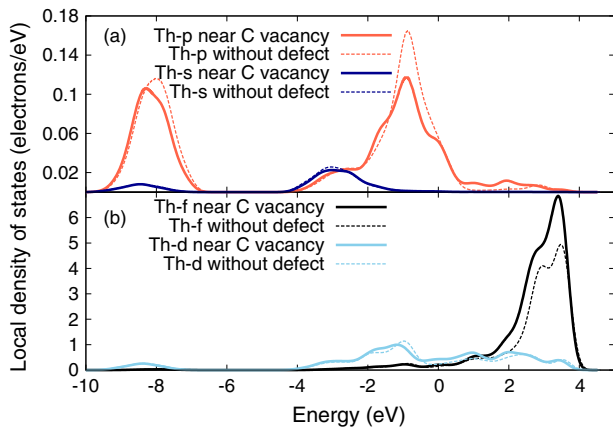 (a)
Th-p near C vacancy
Th-p without defect
Th-s near C vacancy
Th-s without defect
0.18
0.14
0.1
0.06
0.02
Local density of states (electrons/eV)
(b)
Th-f near C vacancy
Th-f without defect
Th-d near C vacancy
Th-d without defect
6
5
4
3
2
1
0
-10 -8 -6 -4 -2 0 2 4
Energy (eV)